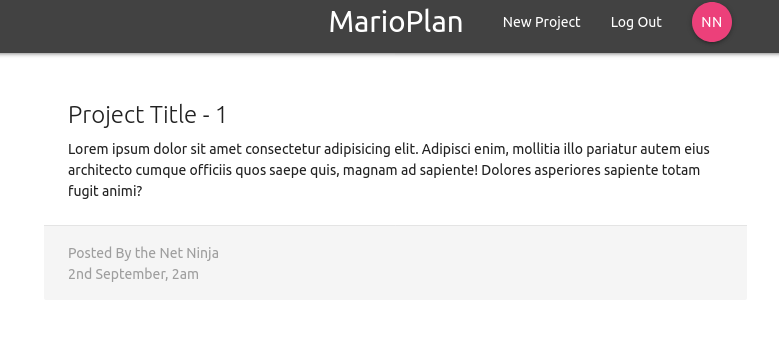 MarioPlan New Project Log Out NN
Project Title - 1
Lorem ipsum dolor sit amet consectetur adipisicing elit. Adipisci enim, mollitia illo pariatur autem eius
architecto cumque officiis quos saepe quis, magnam ad sapiente! Dolores asperiores sapiente totam
fugit animi?
Posted By the Net Ninja
2nd September, 2am